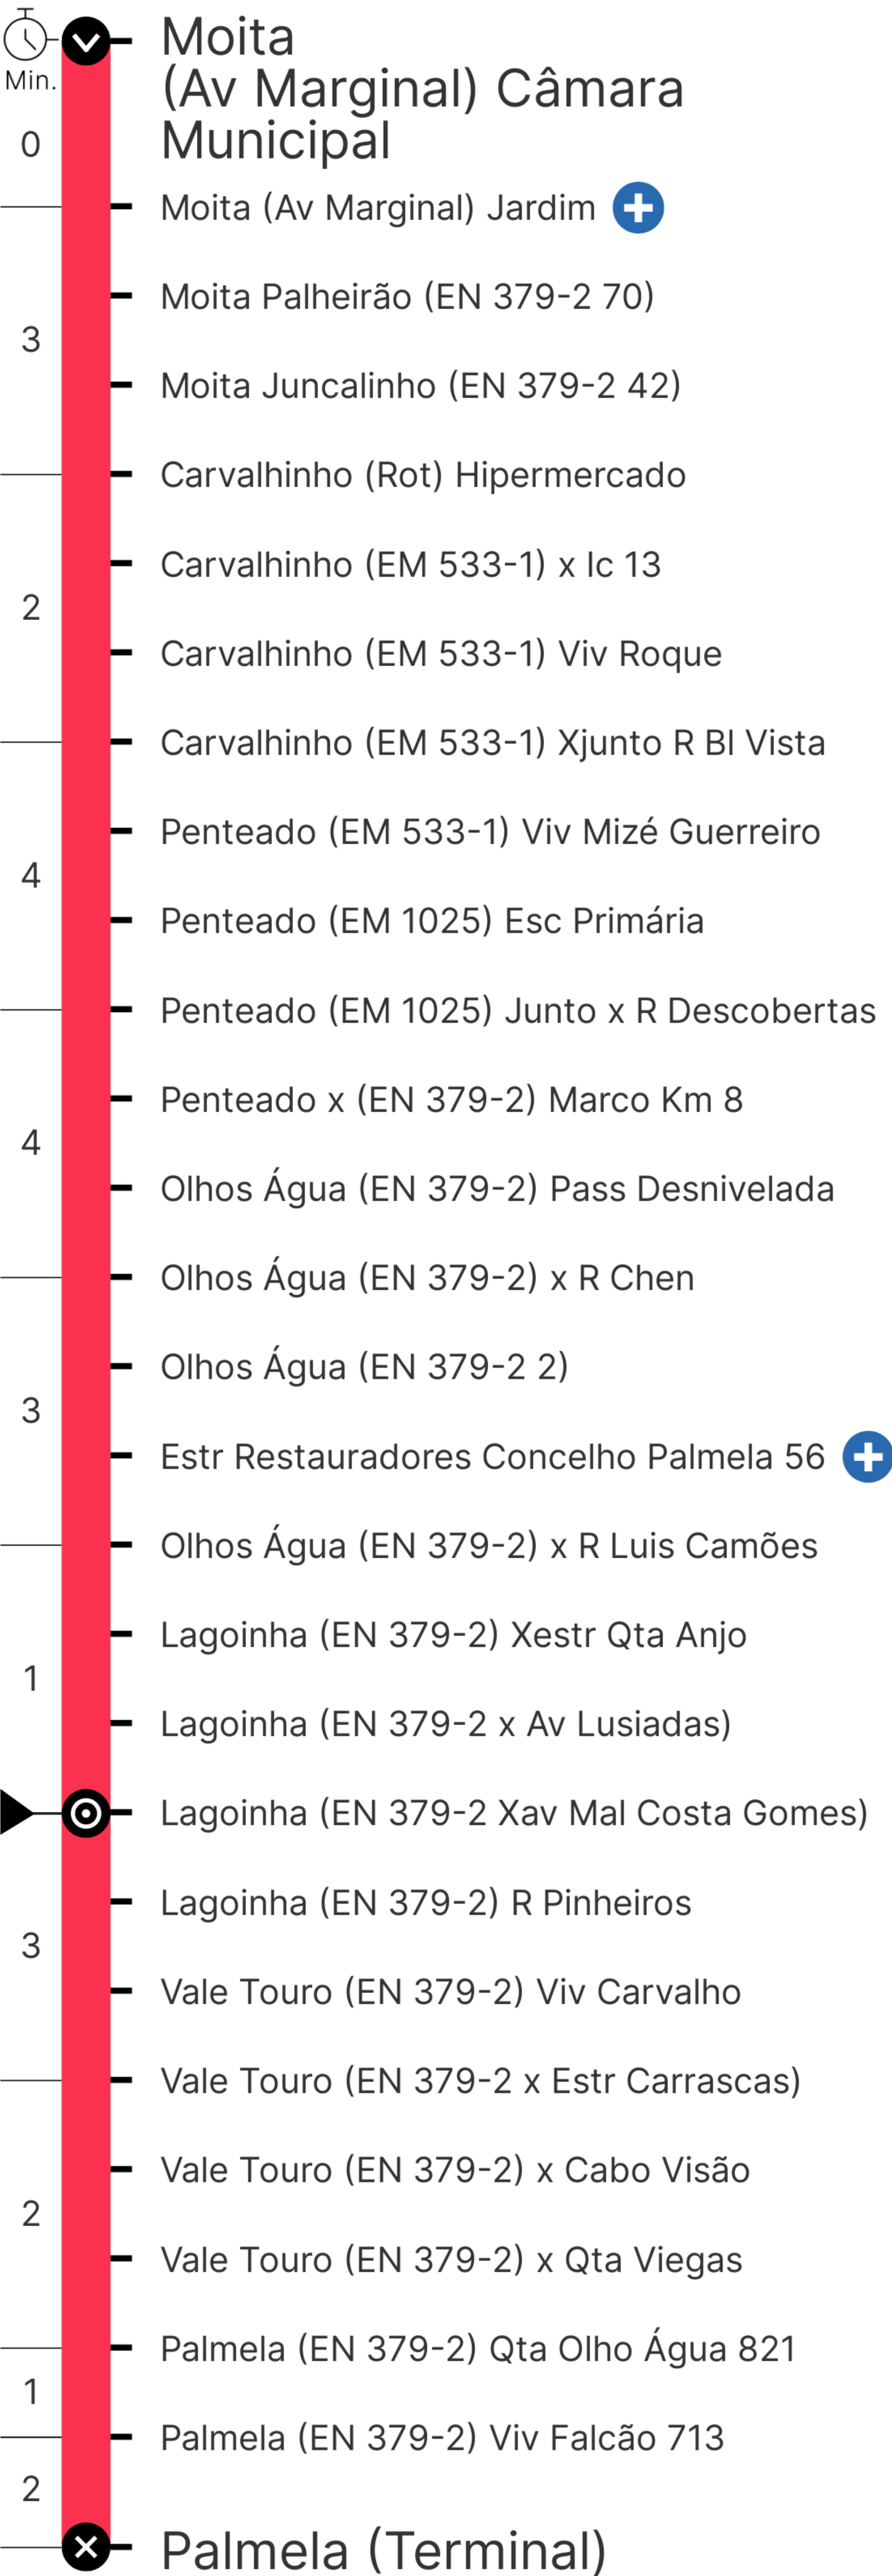 Moita
Min.
(Av Marginal) Câmara
0
Municipal
Moita (Av Marginal) Jardim
Moita Palheirão (EN 379-2 70)
3
Moita Juncalinho (EN 379-2 42)
Carvalhinho (Rot) Hipermercado
Carvalhinho (EM 533-1) x Ic 13
2
Carvalhinho (EM 533-1) Viv Roque
Carvalhinho (EM 533-1) Xjunto R Bl Vista
Penteado (EM 533-1) Viv Mizé Guerreiro
4
Penteado (EM 1025) Esc Primária
Penteado (EM 1025) Junto x R Descobertas
Penteado x (EN 379-2) Marco Km 8
4
Olhos Água (EN 379-2) Pass Desnivelada
Olhos Água (EN 379-2) x R Chen
Olhos Água (EN 379-2 2)
3
Estr Restauradores Concelho Palmela 56
Olhos Água (EN 379-2) x R Luis Camões
Lagoinha (EN 379-2) Xestr Qta Anjo
1
Lagoinha (EN 379-2 x Av Lusiadas)
Lagoinha (EN 379-2 Xav Mal Costa Gomes)
Lagoinha (EN 379-2) R Pinheiros
3
Vale Touro (EN 379-2) Viv Carvalho
Vale Touro (EN 379-2 x Estr Carrascas)
Vale Touro (EN 379-2) x Cabo Visão
2
Vale Touro (EN 379-2) x Qta Viegas
Palmela (EN 379-2) Qta Olho Água 821
1
Palmela (EN 379-2) Viv Falcão 713
2
Palmela (Terminal)